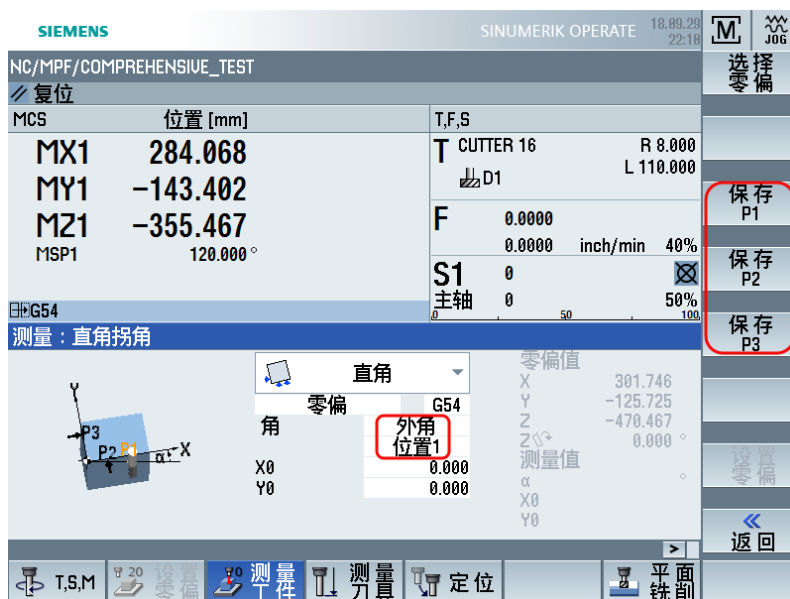 SIEMENS
SINUMERIK OPERATE
18.09.29
22:18
M
JOG
NC/MPF/COMPREHENSIVE_TEST
选择
零偏
复位
MCS 位置 [mm]
T,F,S
MX1 284.068
MY1 -143.402
MZ1 -355.467
MSP1 120.000°
T CUTTER 16 R 8.000
D1 L 110.000
F 0.0000
0.0000 inch/min 40%
S1 0
主轴 0 50%
0 50 100
G54
保存
P1
保存
P2
保存
P3
测量：直角拐角
直角
零偏 G54
角 外角
位置1
X0 0.000
Y0 0.000
Y
P3
P2
P1
α
X
零偏值
X 301.746
Y -125.725
Z -470.467
Z 0.000 °
测量值
α °
X0
Y0
设置
零偏
«
返回
>
T,S,M
20
设置
零偏
X0
测量
工件
测量
刀具
定位
平面
铣削